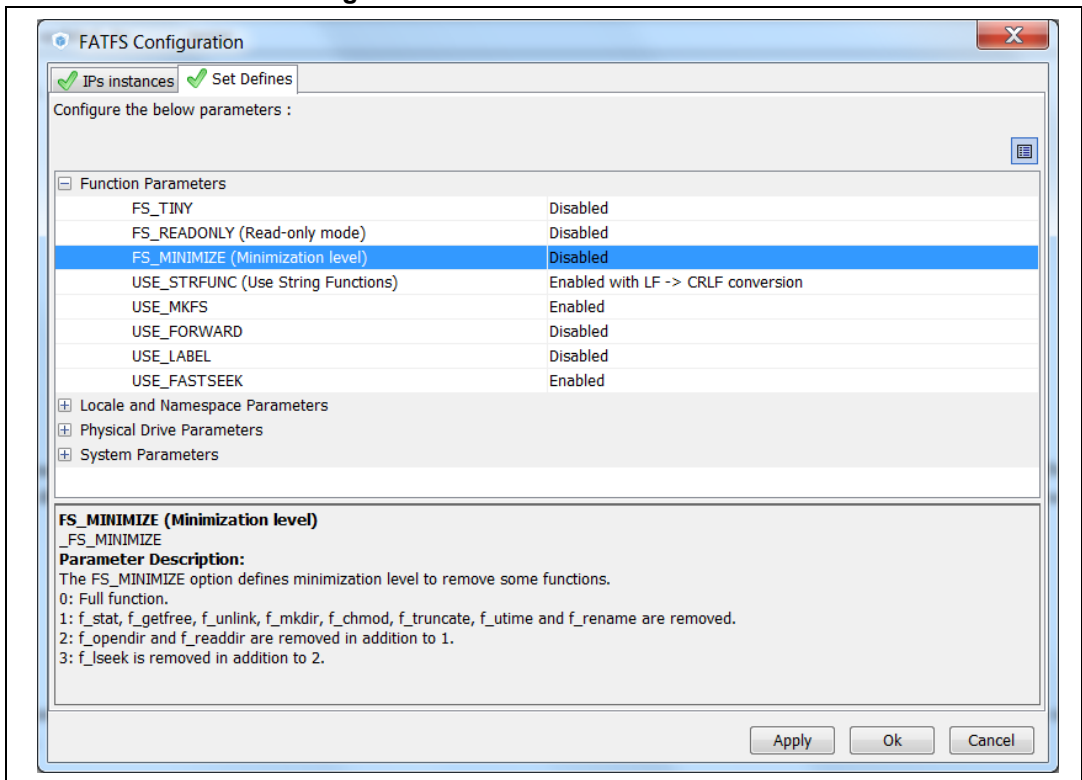 FATFS Configuration
IPs instances Set Defines
Configure the below parameters :
Function Parameters
FS_TINY Disabled
FS_READONLY (Read-only mode) Disabled
FS_MINIMIZE (Minimization level) Disabled
USE_STRFUNC (Use String Functions) Enabled with LF -> CRLF conversion
USE_MKFS Enabled
USE_FORWARD Disabled
USE_LABEL Disabled
USE_FASTSEEK Enabled
Locale and Namespace Parameters
Physical Drive Parameters
System Parameters
FS_MINIMIZE (Minimization level)
_FS_MINIMIZE
Parameter Description:
The FS_MINIMIZE option defines minimization level to remove some functions.
0: Full function.
1: f_stat, f_getfree, f_unlink, f_mkdir, f_chmod, f_truncate, f_utime and f_rename are removed.
2: f_opendir and f_readdir are removed in addition to 1.
3: f_lseek is removed in addition to 2.
Apply Ok Cancel